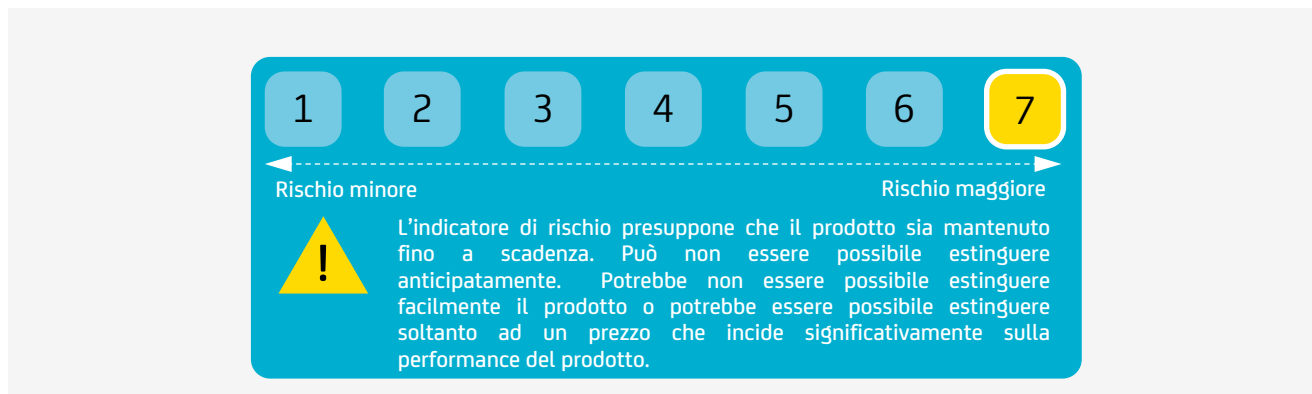 1 2 3 4 5 6 7
Rischio minore Rischio maggiore
! L'indicatore di rischio presuppone che il prodotto sia mantenuto
fino a scadenza. Può non essere possibile estinguere
anticipatamente. Potrebbe non essere possibile estinguere
facilmente il prodotto o potrebbe essere possibile estinguere
soltanto ad un prezzo che incide significativamente sulla
performance del prodotto.